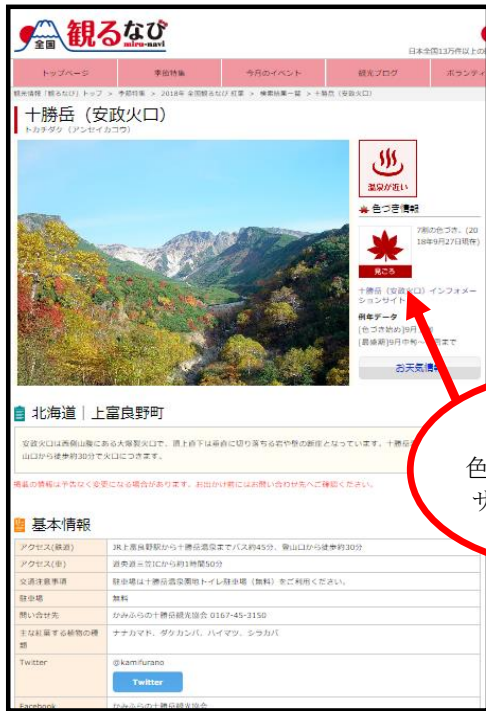 全国 観るなび
miru-navi
日本全国13万件以上の
トップページ 季節特集 今月のイベント 観光ブログ ボランティ
観光情報「観るなび」トップ > 季節特集 > 2018年 全国観るなび 紅葉 > 検索結果一覧 > 十勝岳（安政火口）
十勝岳（安政火口）
トカチダケ（アンセイカコウ）
温泉が近い
色づき情報
7割の色づき。(20
18年9月27日現在)
見ごろ
十勝岳（安政火口）インフォメー
ションサイト
例年データ
[色づき始め]9月
[最盛期]9月中旬～
まで
お天気情
北海道｜上富良野町
安政火口は西側山腹にある大爆裂火口で、頂上直下は垂直に切り落ちる岩や壁の断崖となっています。十勝岳
山口から徒歩約30分で火口につきます。
掲載の情報は予告なく変更になる場合があります。お出かけ前にはお問い合わせ先へご確認ください。
基本情報
アクセス(鉄道) JR上富良野駅から十勝岳温泉までバス約45分、登山口から徒歩約30分
アクセス(車) 道央道三笠ICから約1時間50分
交通注意事項 駐車場は十勝岳温泉園地トイレ駐車場（無料）をご利用ください。
駐車場 無料
問い合せ先 かみふらの十勝岳観光協会 0167-45-3150
主な紅葉する植物の種
類 ナナカマド、ダケカンバ、ハイマツ、シラカバ
Twitter @kamifurano
Twitter
Facebook かみふらの十勝岳観光協会
色
サ